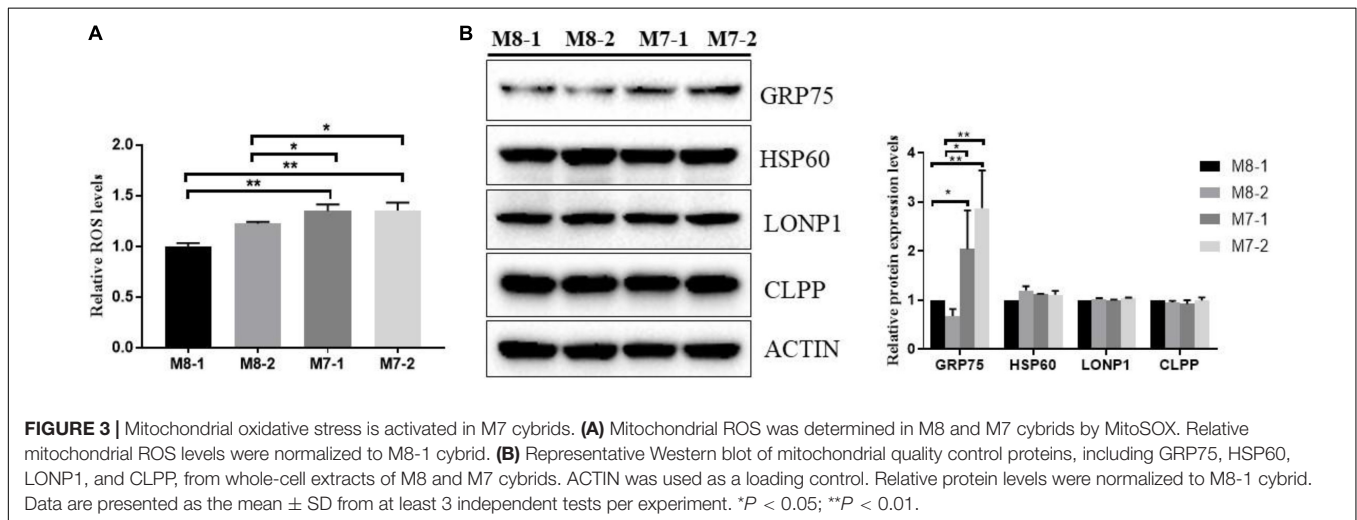 A
B
M8-1 M8-2 M7-1 M7-2
GRP75
HSP60
LONP1
CLPP
ACTIN
Relative ROS levels
2.0
1.5
1.0
0.5
0.0
*
*
**
**
M8-1 M8-2 M7-1 M7-2
Relative protein expression levels
4
3
2
1
0
**
*
**
*
GRP75 HSP60 LONP1 CLPP
M8-1
M8-2
M7-1
M7-2
FIGURE 3 | Mitochondrial oxidative stress is activated in M7 cybrids. (A) Mitochondrial ROS was determined in M8 and M7 cybrids by MitoSOX. Relative
mitochondrial ROS levels were normalized to M8-1 cybrid. (B) Representative Western blot of mitochondrial quality control proteins, including GRP75, HSP60,
LONP1, and CLPP, from whole-cell extracts of M8 and M7 cybrids. ACTIN was used as a loading control. Relative protein levels were normalized to M8-1 cybrid.
Data are presented as the mean ± SD from at least 3 independent tests per experiment. *P < 0.05; **P < 0.01.